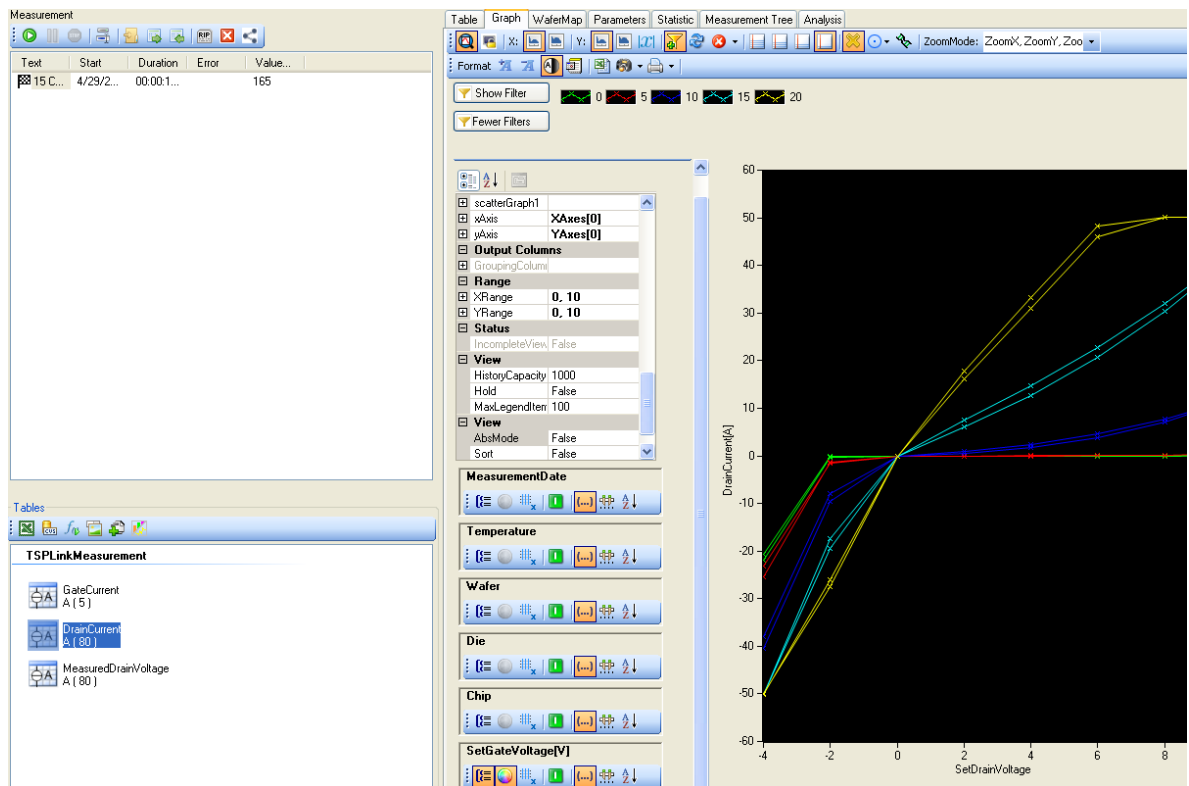 Measurement
RIP
Text Start Duration Error Value...
15 C... 4/29/2... 00:00:1... 165
Tables
CVS
TSPLinkMeasurement
GateCurrent
A ( 5 )
DrainCurrent
A ( 80 )
MeasuredDrainVoltage
A ( 80 )
Table Graph WaferMap Parameters Statistic Measurement Tree Analysis
X: Y: |X| ZoomMode: ZoomX, ZoomY, Zoo
Format
Show Filter 0 5 10 15 20
Fewer Filters
scatterGraph1
xAxis XAxes[0]
yAxis YAxes[0]
Output Columns
GroupingColumn
Range
XRange 0, 10
YRange 0, 10
Status
IncompleteView False
View
HistoryCapacity 1000
Hold False
MaxLegendItem 100
View
AbsMode False
Sort False
MeasurementDate
Temperature
Wafer
Die
Chip
SetGateVoltage[V]
60
50
40
30
20
10
0
-10
-20
-30
-40
-50
-60
DrainCurrent[A]
-4 -2 0 2 4 6 8
SetDrainVoltage